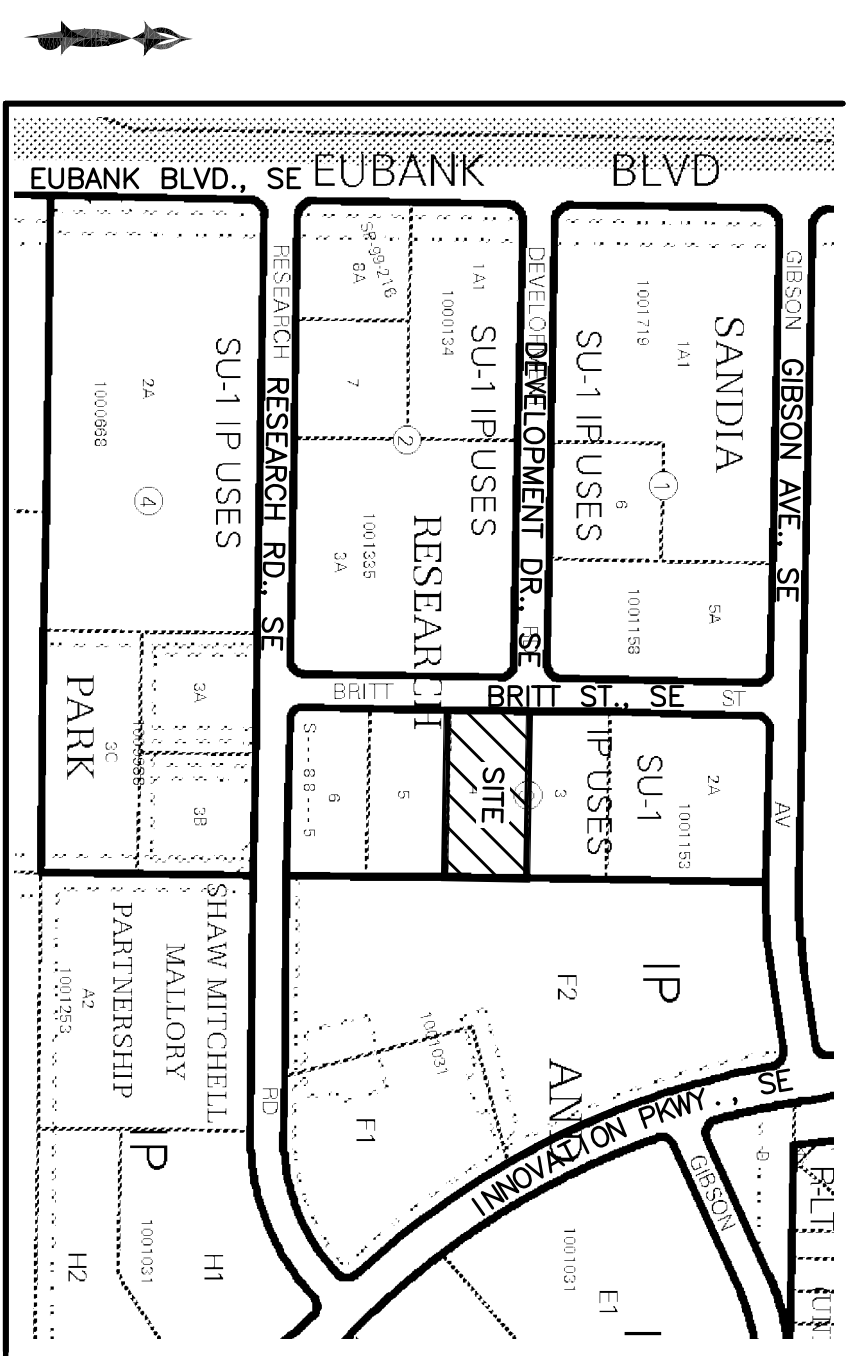 EUBANK BLVD., SE
EUBANK BLVD
RESEARCH
RESEARCH RD., SE
RD
DEVELOPMENT DR., SE
GIBSON
GIBSON AVE., SE
AV
BRITT
BRITT ST., SE
ST
SANDIA
RESEARCH
PARK
SU-1 IP USES
2A
1000668
4
SP-99-216
8A
7
1A1
1000134
SU-1 IP USES
2
1001335
3A
1001719
1A1
SU-1 IP USES
1
6
5A
1001158
3A
3B
3C
S---88---5
6
5
SITE
3
IP USES
SU-1
2A
1001153
SHAW MITCHELL
MALLORY
PARTNERSHIP
A2
1001253
IP
F2
1001031
F1
INNOVATION PKWY., SE
GIBSON
D
IP
1001031
H1
H2
1001031
E1
R-LT